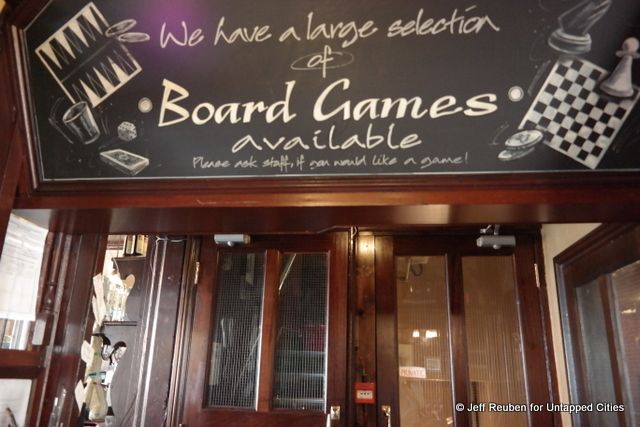 We have a large selection
of
Board Games
available
Please ask staff, if you would like a game!
PRIVATE
© Jeff Reuben for Untapped Cities